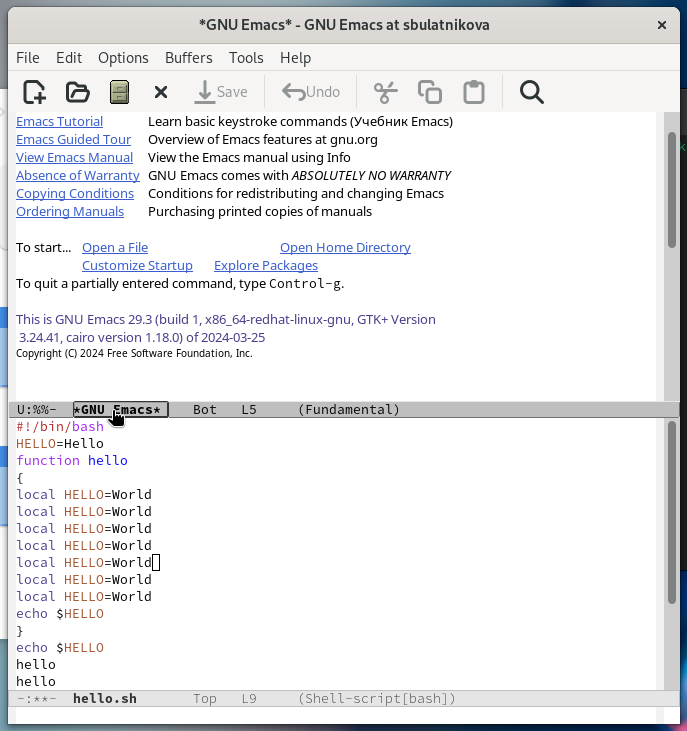 *GNU Emacs* - GNU Emacs at sbulatnikova
File Edit Options Buffers Tools Help
Save Undo
Emacs Tutorial Learn basic keystroke commands (Учебник Emacs)
Emacs Guided Tour Overview of Emacs features at gnu.org
View Emacs Manual View the Emacs manual using Info
Absence of Warranty GNU Emacs comes with ABSOLUTELY NO WARRANTY
Copying Conditions Conditions for redistributing and changing Emacs
Ordering Manuals Purchasing printed copies of manuals
To start... Open a File Open Home Directory
Customize Startup Explore Packages
To quit a partially entered command, type Control-g.
This is GNU Emacs 29.3 (build 1, x86_64-redhat-linux-gnu, GTK+ Version
3.24.41, cairo version 1.18.0) of 2024-03-25
Copyright (C) 2024 Free Software Foundation, Inc.
U:%%- *GNU Emacs* Bot L5 (Fundamental)
#!/bin/bash
HELLO=Hello
function hello
{
local HELLO=World
local HELLO=World
local HELLO=World
local HELLO=World
local HELLO=World
local HELLO=World
local HELLO=World
echo $HELLO
}
echo $HELLO
hello
hello
-:**- hello.sh Top L9 (Shell-script[bash])